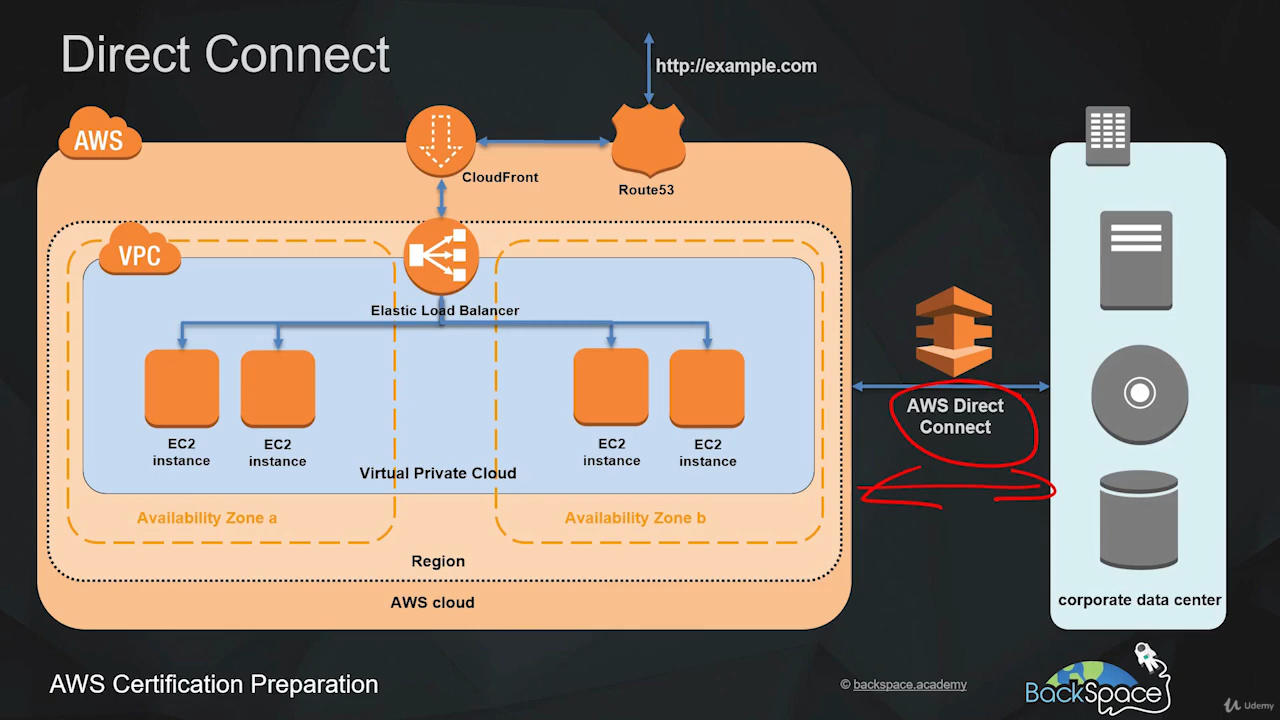 Direct Connect
http://example.com
AWS
CloudFront
Route53
VPC
Elastic Load Balancer
EC2
instance
EC2
instance
EC2
instance
EC2
instance
Virtual Private Cloud
AWS Direct
Connect
Availability Zone a
Availability Zone b
Region
AWS cloud
corporate data center
AWS Certification Preparation
© backspace.academy
BackSpace
Udemy